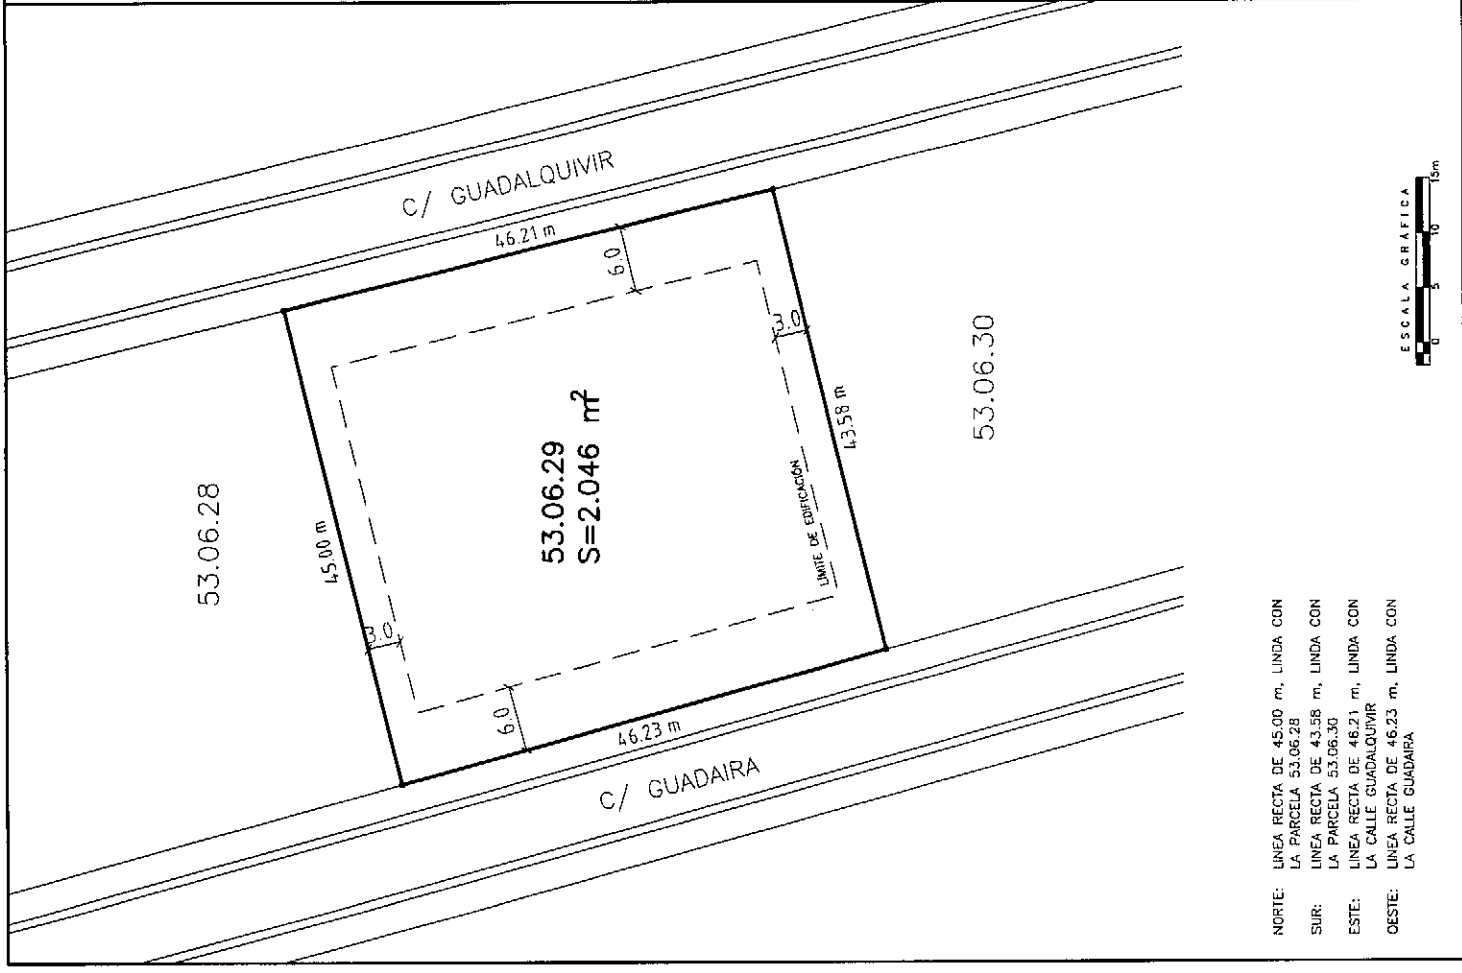 53.06.28
C/ GUADALQUIVIR
45.00 m
46.21 m
3.0
6.0
53.06.29
S=2.046 m²
6.0
3.0
LÍMITE DE EDIFICACIÓN
46.23 m
43.58 m
C/ GUADAIRA
53.06.30
NORTE: LINEA RECTA DE 45.00 m, LINDA CON
LA PARCELA 53.06.28
SUR: LINEA RECTA DE 43.58 m, LINDA CON
LA PARCELA 53.06.30
ESTE: LINEA RECTA DE 46.21 m, LINDA CON
LA CALLE GUADALQUIVIR
OESTE: LINEA RECTA DE 46.23 m, LINDA CON
LA CALLE GUADAIRA
ESCALA GRÁFICA
0 5 10 15m